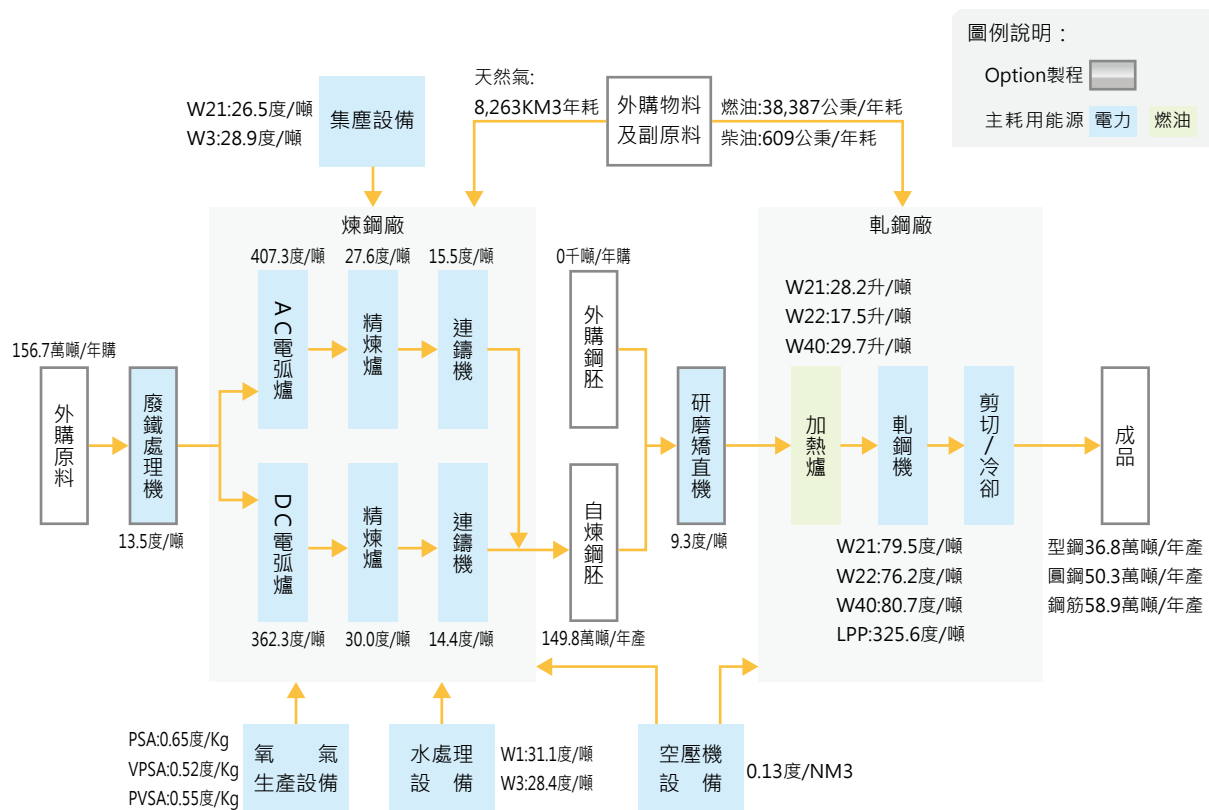 圖例說明：
Option製程
主耗用能源 電力 燃油
天然氣:
8,263KM3年耗
外購物料
及副原料
燃油:38,387公秉/年耗
柴油:609公秉/年耗
W21:26.5度/噸
W3:28.9度/噸
集塵設備
煉鋼廠
407.3度/噸
27.6度/噸
15.5度/噸
AC電弧爐
精煉爐
連鑄機
156.7萬噸/年購
外購原料
廢鐵處理機
13.5度/噸
DC電弧爐
精煉爐
連鑄機
362.3度/噸
30.0度/噸
14.4度/噸
0千噸/年購
外購鋼胚
自煉鋼胚
149.8萬噸/年產
研磨矯直機
9.3度/噸
軋鋼廠
W21:28.2升/噸
W22:17.5升/噸
W40:29.7升/噸
加熱爐
軋鋼機
剪切/冷卻
W21:79.5度/噸
W22:76.2度/噸
W40:80.7度/噸
LPP:325.6度/噸
成品
型鋼36.8萬噸/年產
圓鋼50.3萬噸/年產
鋼筋58.9萬噸/年產
PSA:0.65度/Kg
VPSA:0.52度/Kg
PVSA:0.55度/Kg
氧氣
生產設備
水處理
設備
W1:31.1度/噸
W3:28.4度/噸
空壓機
設備
0.13度/NM3